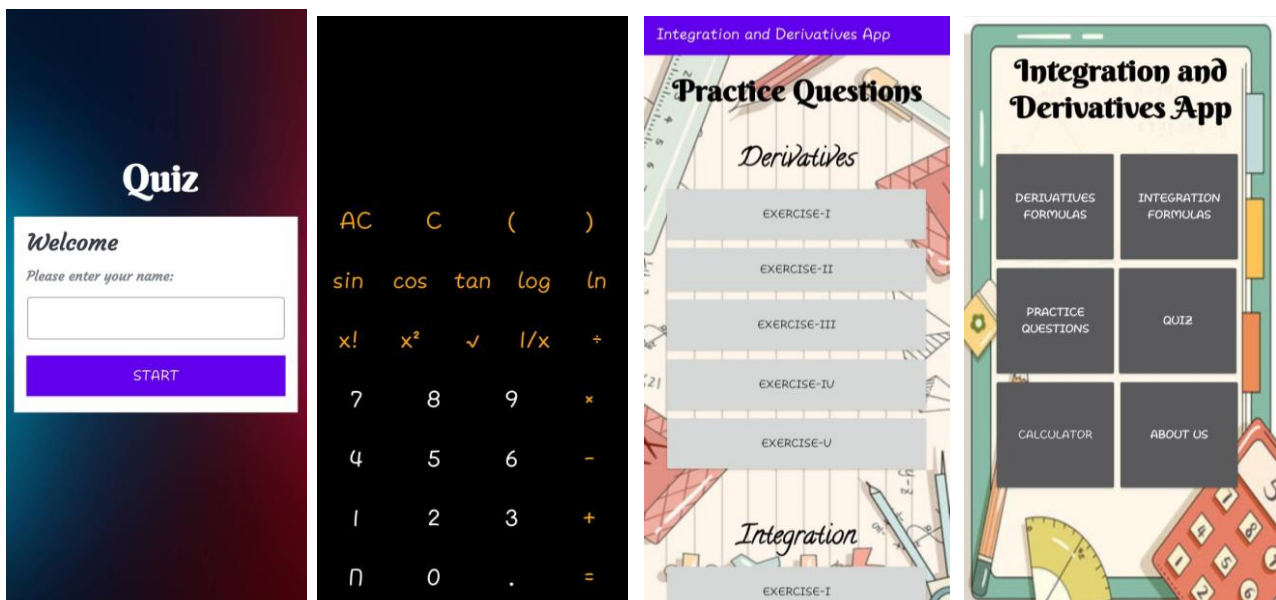 Quiz
Welcome
Please enter your name:
START
AC C ( )
sin cos tan log ln
x! x² √ 1/x ÷
7 8 9 ×
4 5 6 -
1 2 3 +
П 0 . =
Integration and Derivatives App
Practice Questions
Derivatives
EXERCISE-I
EXERCISE-II
EXERCISE-III
EXERCISE-IV
EXERCISE-V
Integration
EXERCISE-I
Integration and
Derivatives App
DERIVATIVES
FORMULAS
INTEGRATION
FORMULAS
PRACTICE
QUESTIONS
QUIZ
CALCULATOR
ABOUT US